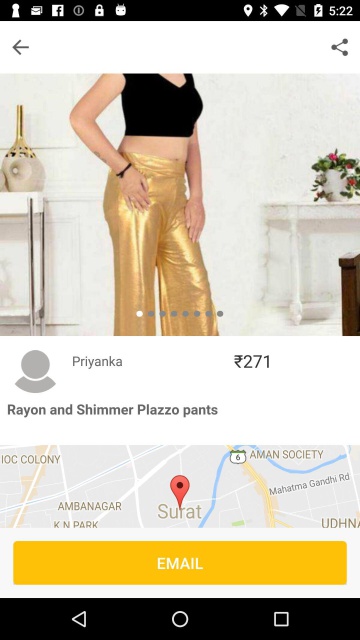 5:22
Priyanka
₹271
Rayon and Shimmer Plazzo pants
IOC COLONY
6
AMAN SOCIETY
Mahatma Gandhi Rd
AMBANAGAR
Surat
K N PARK
UDHNA
EMAIL